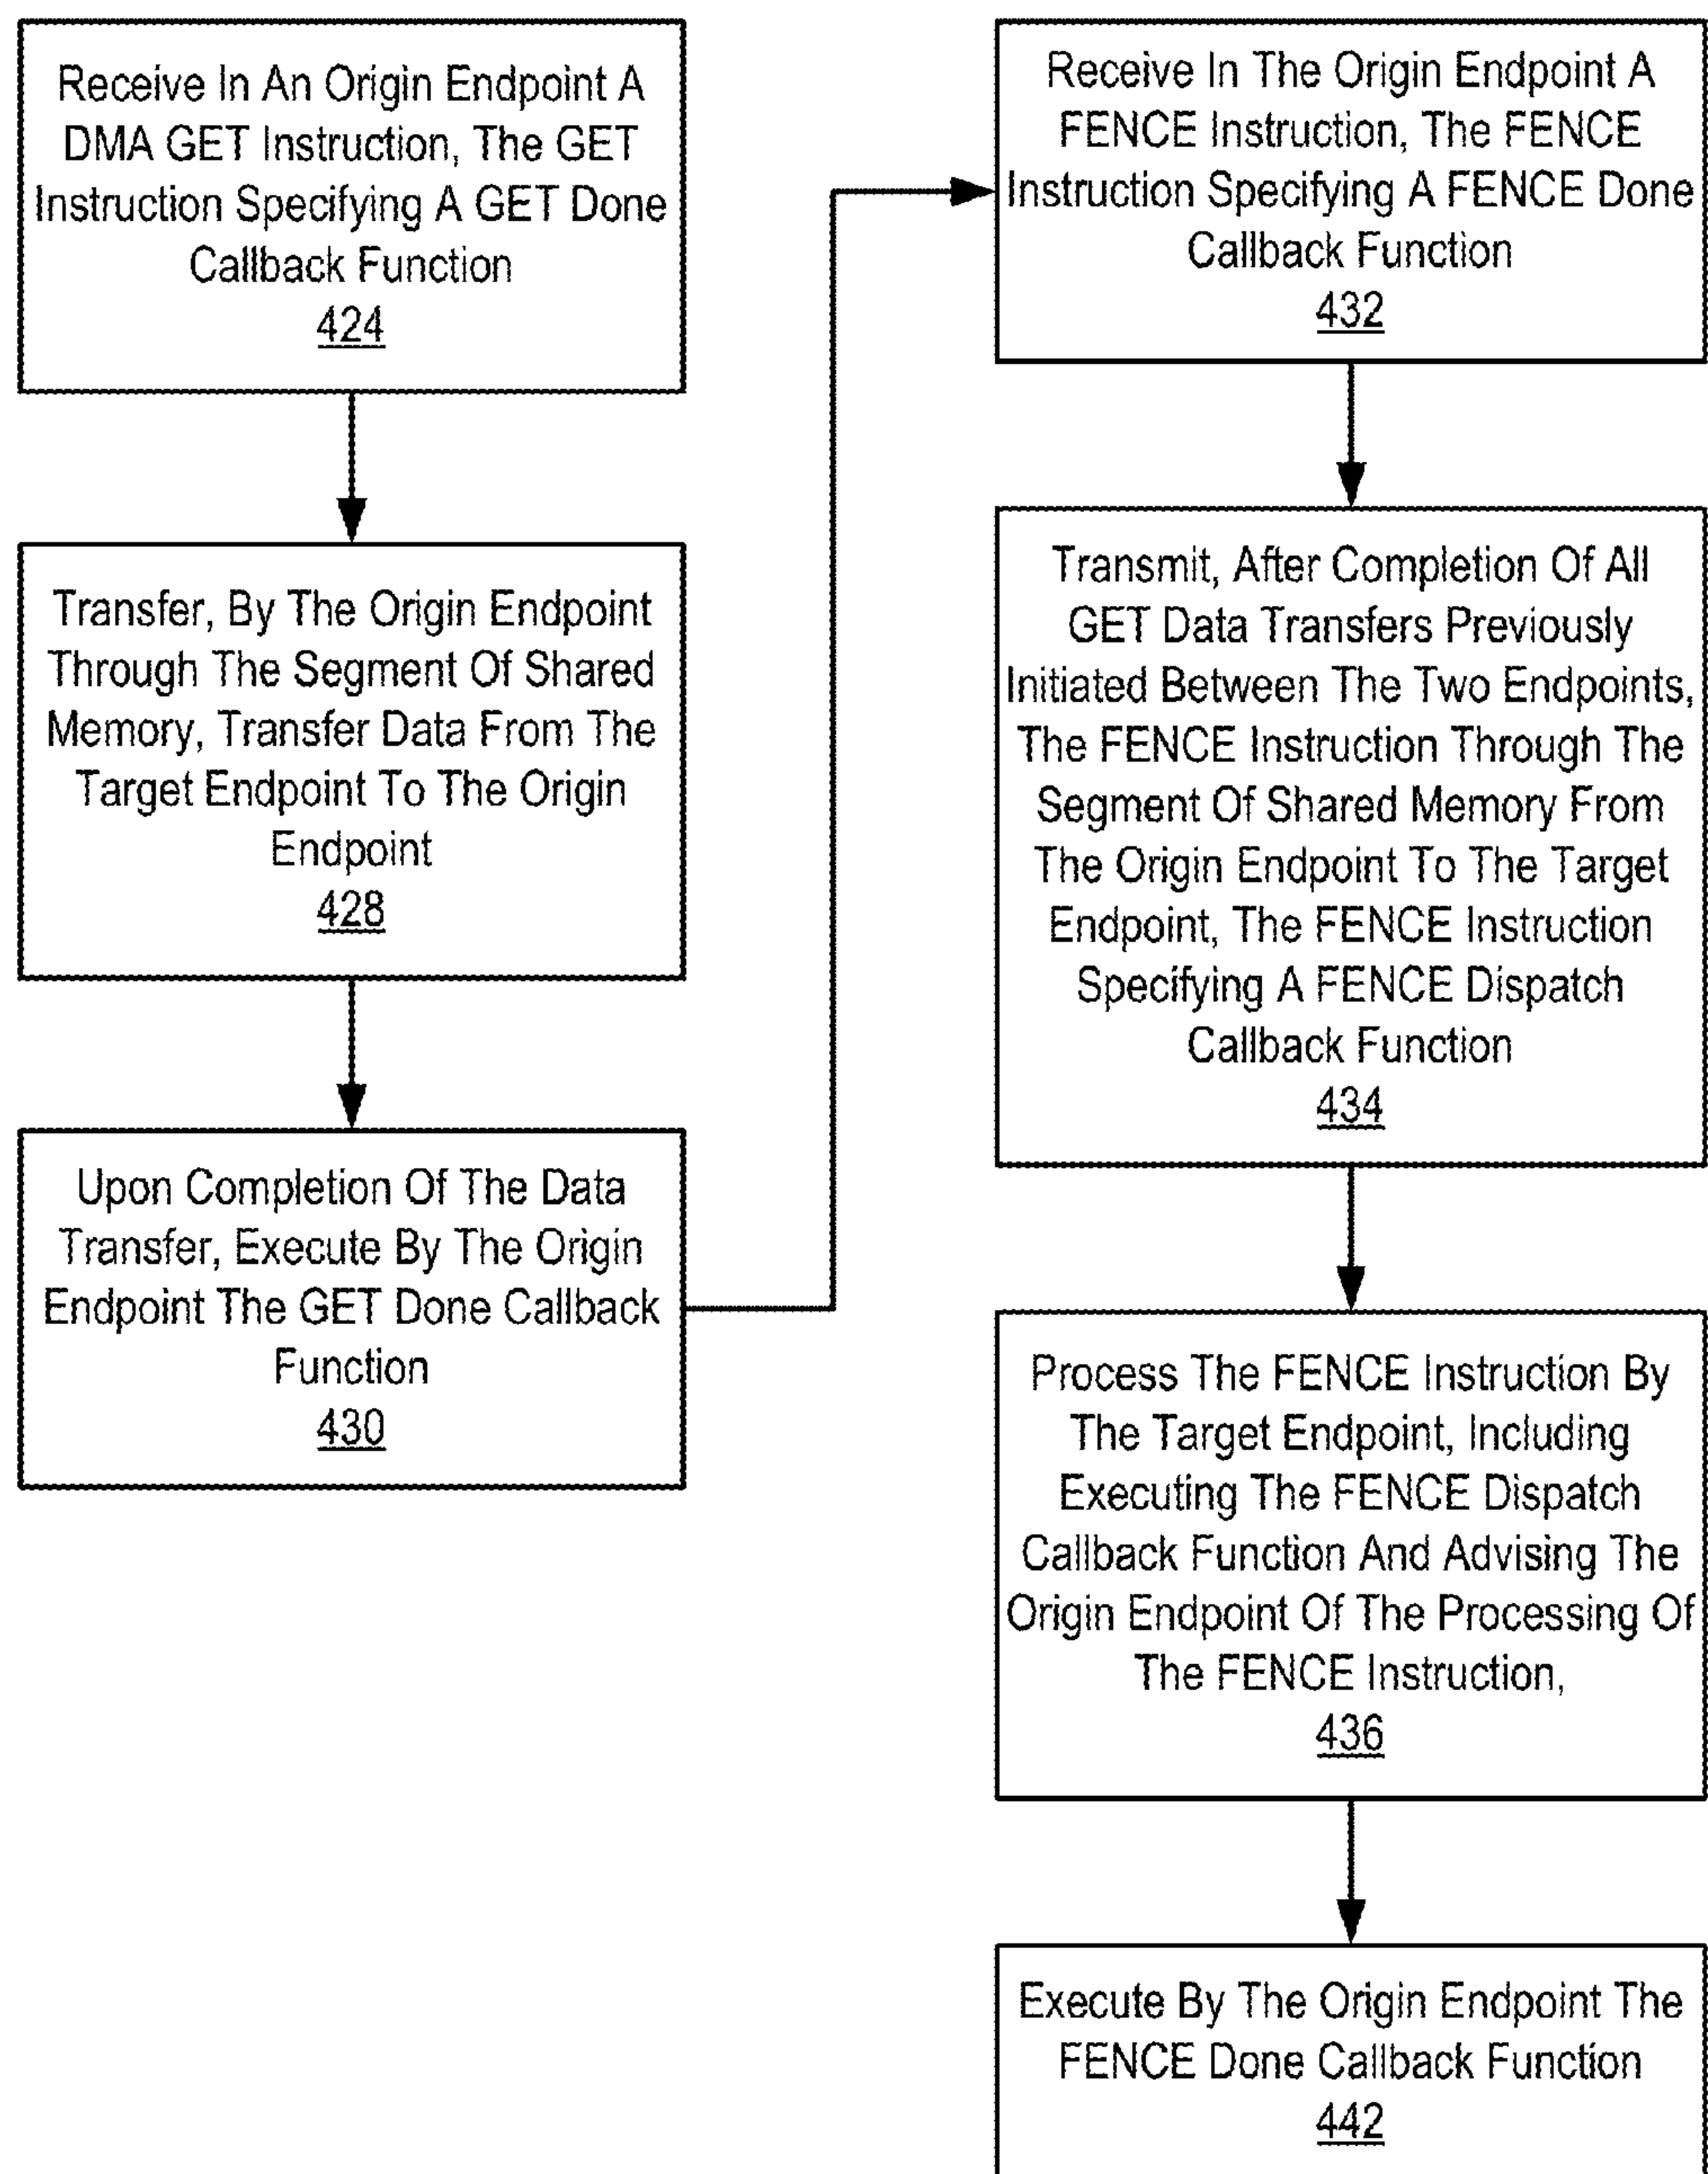 Receive In An Origin Endpoint A
DMA GET Instruction, The GET
Instruction Specifying A GET Done
Callback Function
424
Transfer, By The Origin Endpoint
Through The Segment Of Shared
Memory, Transfer Data From The
Target Endpoint To The Origin
Endpoint
428
Upon Completion Of The Data
Transfer, Execute By The Origin
Endpoint The GET Done Callback
Function
430
Receive In The Origin Endpoint A
FENCE Instruction, The FENCE
Instruction Specifying A FENCE Done
Callback Function
432
Transmit, After Completion Of All
GET Data Transfers Previously
Initiated Between The Two Endpoints,
The FENCE Instruction Through The
Segment Of Shared Memory From
The Origin Endpoint To The Target
Endpoint, The FENCE Instruction
Specifying A FENCE Dispatch
Callback Function
434
Process The FENCE Instruction By
The Target Endpoint, Including
Executing The FENCE Dispatch
Callback Function And Advising The
Origin Endpoint Of The Processing Of
The FENCE Instruction,
436
Execute By The Origin Endpoint The
FENCE Done Callback Function
442